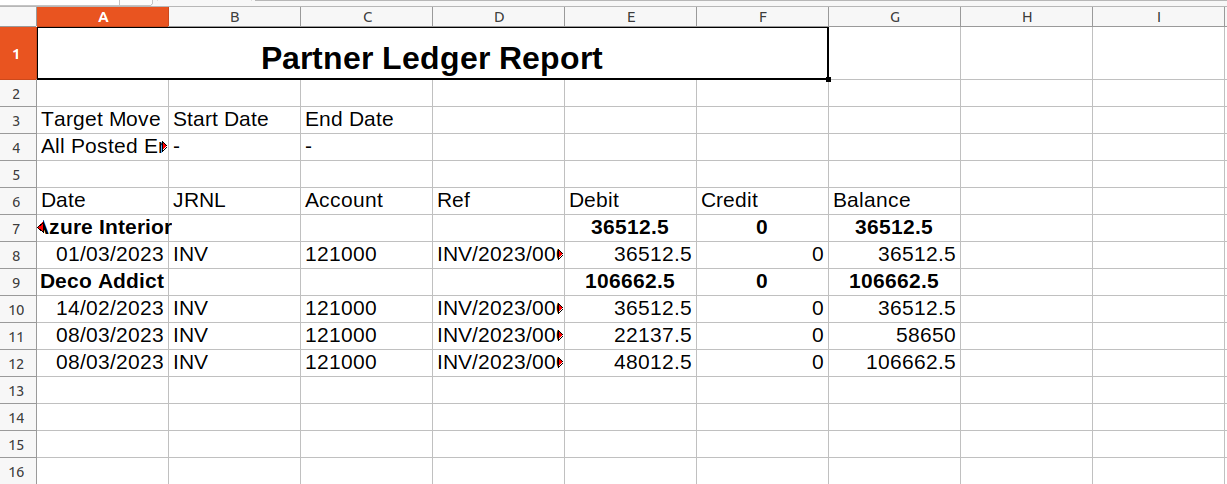 A B C D E F G H I
1 Partner Ledger Report
2
3 Target Move Start Date End Date
4 All Posted - -
5
6 Date JRNL Account Ref Debit Credit Balance
7 Azure Interior 36512.5 0 36512.5
8 01/03/2023 INV 121000 INV/2023/00 36512.5 0 36512.5
9 Deco Addict 106662.5 0 106662.5
10 14/02/2023 INV 121000 INV/2023/00 36512.5 0 36512.5
11 08/03/2023 INV 121000 INV/2023/00 22137.5 0 58650
12 08/03/2023 INV 121000 INV/2023/00 48012.5 0 106662.5
13
14
15
16